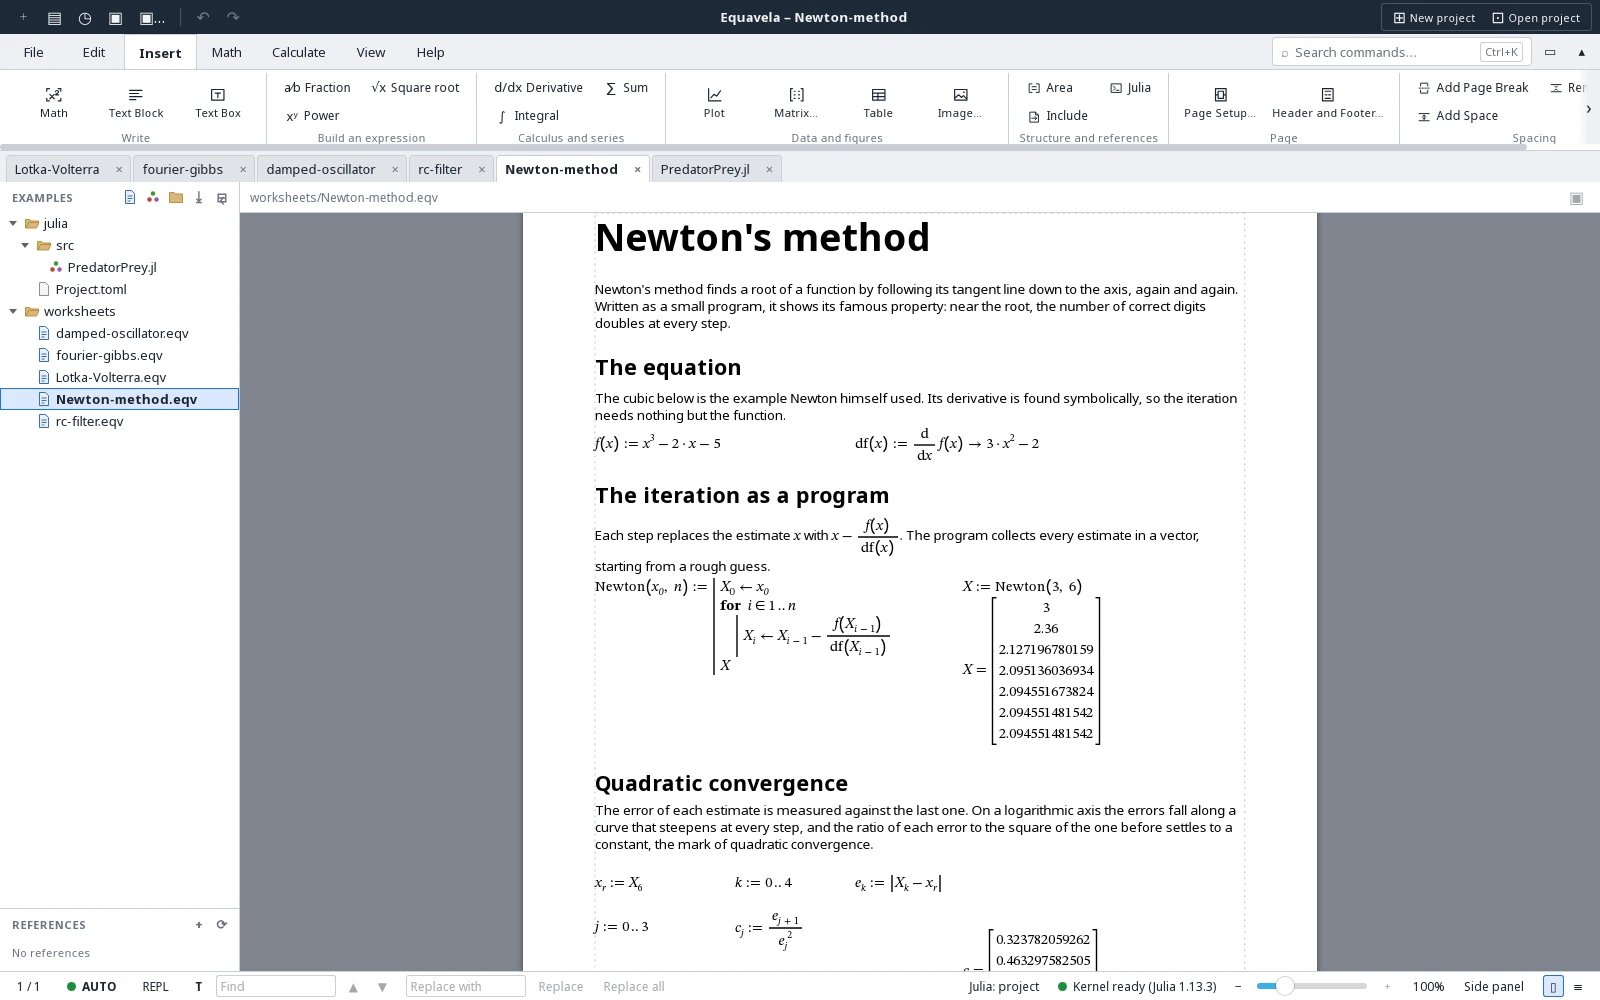 Equavela – Newton-method
New project
Open project
File Edit Insert Math Calculate View Help
Search commands... Ctrl+K
Math Text Block Text Box
Write
a/b Fraction √x Square root
xʸ Power
Build an expression
d/dx Derivative ∑ Sum
∫ Integral
Calculus and series
Plot Matrix... Table Image...
Data and figures
Area Julia
Include
Structure and references
Page Setup... Header and Footer...
Page
Add Page Break
Add Space
Spacing
Lotka-Volterra × fourier-gibbs × damped-oscillator × rc-filter × Newton-method × PredatorPrey.jl ×
EXAMPLES
julia
src
PredatorPrey.jl
Project.toml
worksheets
damped-oscillator.eqv
fourier-gibbs.eqv
Lotka-Volterra.eqv
Newton-method.eqv
rc-filter.eqv
REFERENCES + ⟳
No references
worksheets/Newton-method.eqv
Newton's method
Newton's method finds a root of a function by following its tangent line down to the axis, again and again.
Written as a small program, it shows its famous property: near the root, the number of correct digits
doubles at every step.
The equation
The cubic below is the example Newton himself used. Its derivative is found symbolically, so the iteration
needs nothing but the function.
f(x) := x³ − 2 · x − 5 df(x) := d/dx f(x) → 3 · x² − 2
The iteration as a program
Each step replaces the estimate x with x − f(x)/df(x). The program collects every estimate in a vector,
starting from a rough guess.
Newton(x₀, n) := X₀ ← x₀
for i ∈ 1 .. n
Xᵢ ← Xᵢ₋₁ − f(Xᵢ₋₁)/df(Xᵢ₋₁)
X
X := Newton(3, 6)
X =
3
2.36
2.127196780159
2.095136036934
2.094551673824
2.094551481542
2.094551481542
Quadratic convergence
The error of each estimate is measured against the last one. On a logarithmic axis the errors fall along a
curve that steepens at every step, and the ratio of each error to the square of the one before settles to a
constant, the mark of quadratic convergence.
xᵣ := X₆ k := 0 .. 4 eₖ := |Xₖ − xᵣ|
j := 0 .. 3 cⱼ := eⱼ₊₁/eⱼ²
0.323782059262
0.463297582505
1 / 1 AUTO REPL T Find Replace with Replace Replace all
Julia: project Kernel ready (Julia 1.13.3) − + 100% Side panel